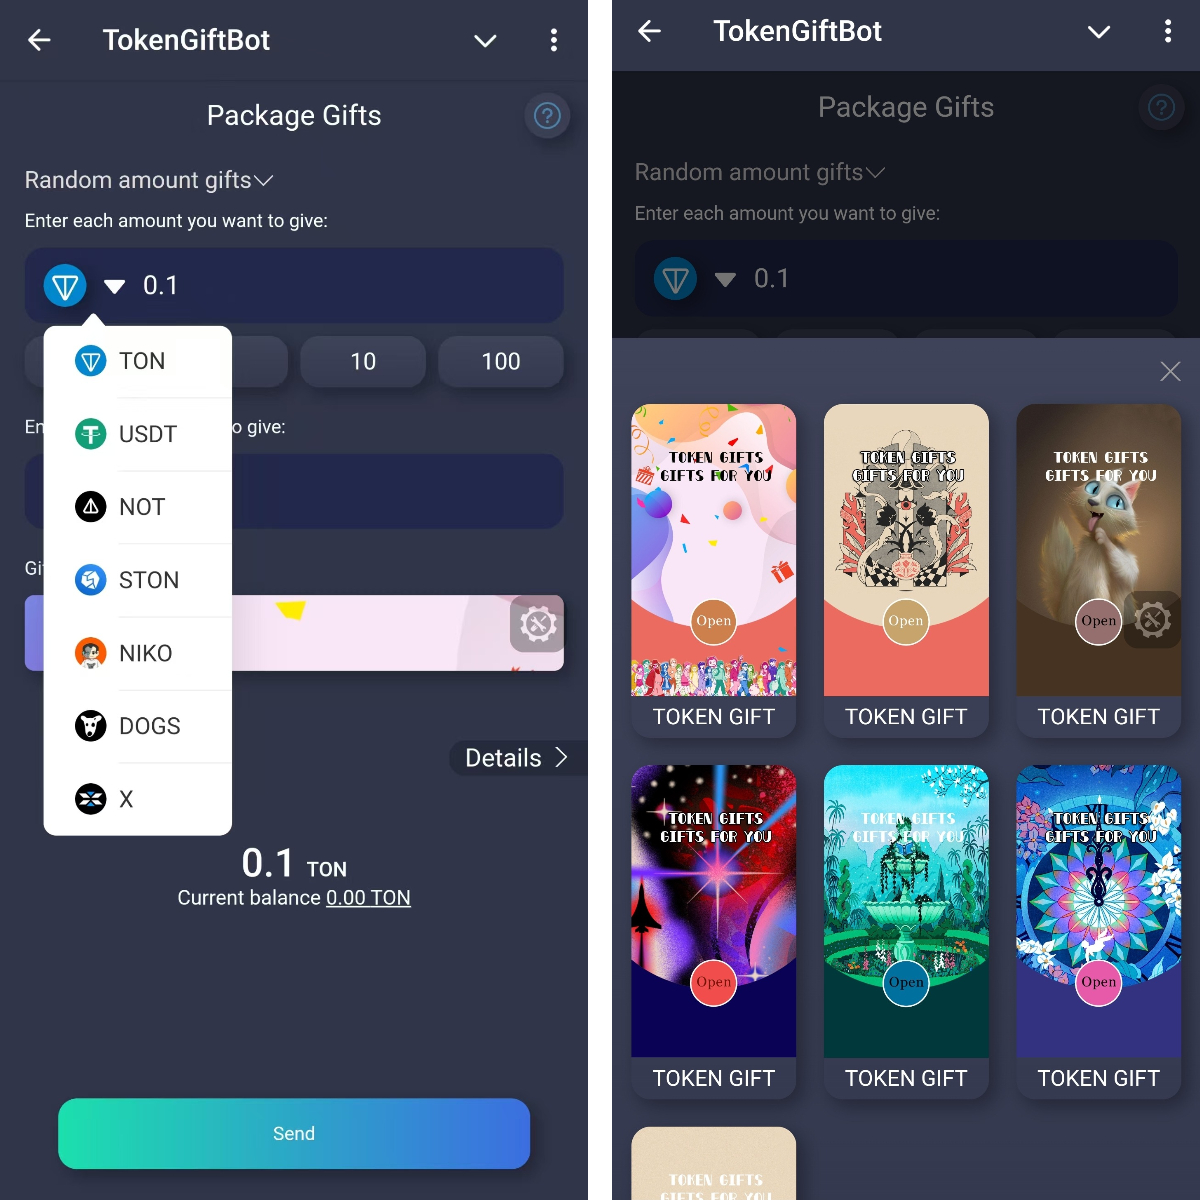 TokenGiftBot
Package Gifts
Random amount gifts
Enter each amount you want to give:
0.1
TON
10
100
USDT
En
o give:
NOT
STON
Gi
NIKO
DOGS
Details
X
0.1 TON
Current balance 0.00 TON
Send
TokenGiftBot
Package Gifts
Random amount gifts
Enter each amount you want to give:
0.1
TOKEN GIFTS
GIFTS FOR YOU
Open
TOKEN GIFT
TOKEN GIFTS
GIFTS FOR YOU
Open
TOKEN GIFT
TOKEN GIFTS
GIFTS FOR YOU
Open
TOKEN GIFT
TOKEN GIFTS
GIFTS FOR YOU
Open
TOKEN GIFT
TOKEN GIFTS
GIFTS FOR YOU
Open
TOKEN GIFT
TOKEN GIFTS
GIFTS FOR YOU
Open
TOKEN GIFT
TOKEN GIFTS
GIFTS FOR YOU